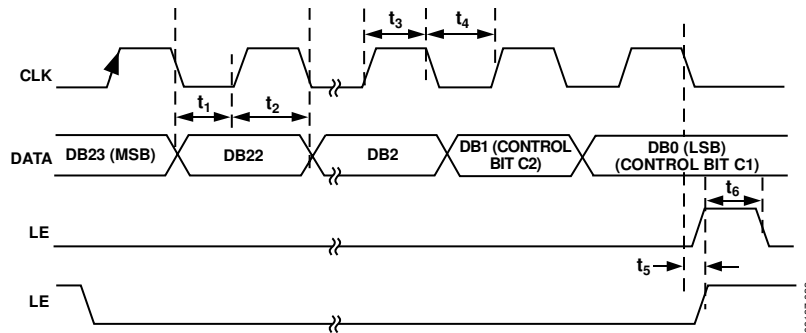 t3
t4
CLK
t1
t2
DATA
DB23 (MSB)
DB22
DB2
DB1 (CONTROL
BIT C2)
DB0 (LSB)
(CONTROL BIT C1)
t6
LE
t5
LE